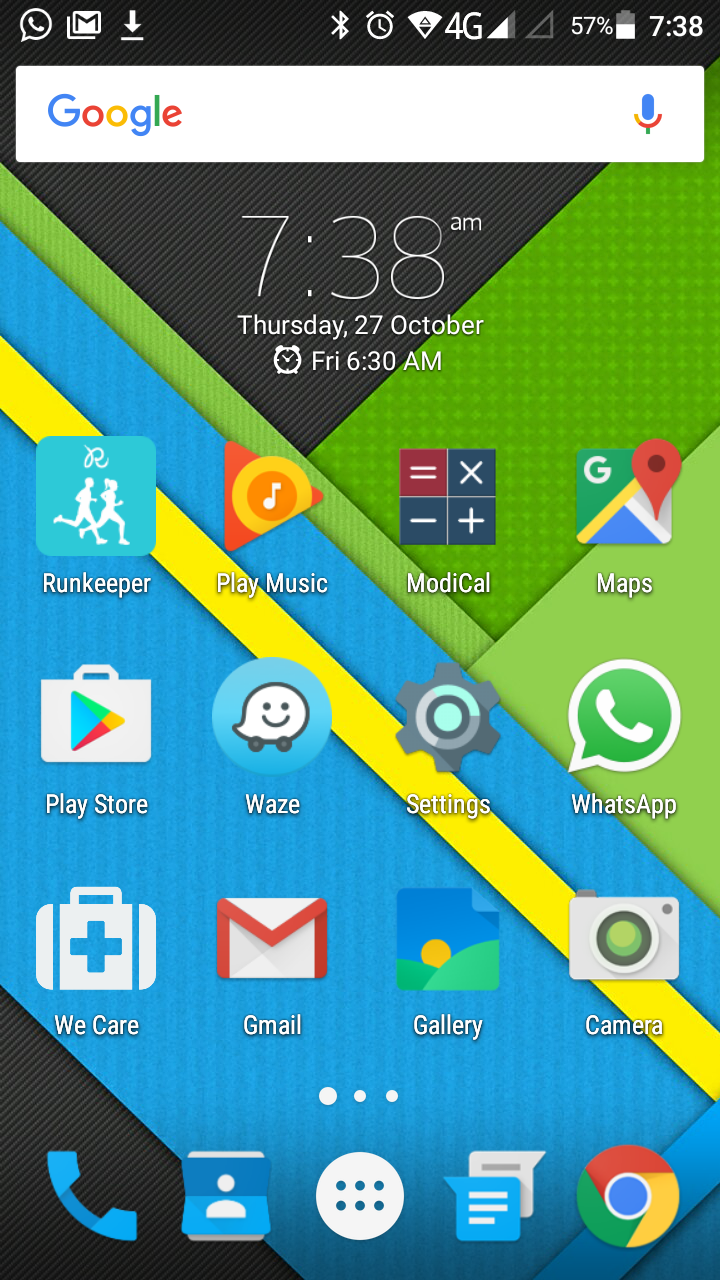 4G 57% 7:38
Google
7:38 am
Thursday, 27 October
Fri 6:30 AM
Runkeeper Play Music ModiCal Maps
Play Store Waze Settings WhatsApp
We Care Gmail Gallery Camera